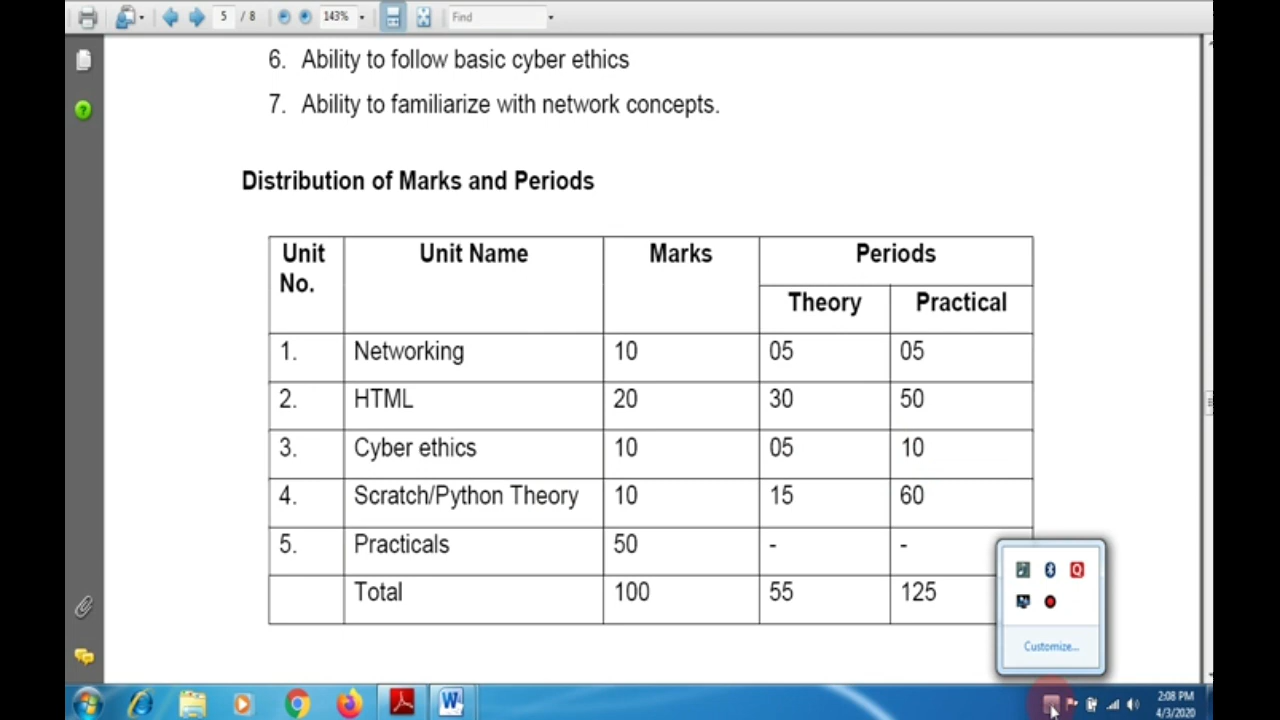 5 / 8 143% Find
6. Ability to follow basic cyber ethics
7. Ability to familiarize with network concepts.
Distribution of Marks and Periods
Unit No. Unit Name Marks Periods
Theory Practical
1. Networking 10 05 05
2. HTML 20 30 50
3. Cyber ethics 10 05 10
4. Scratch/Python Theory 10 15 60
5. Practicals 50 - -
Total 100 55 125
Customize...
2:08 PM
4/3/2020